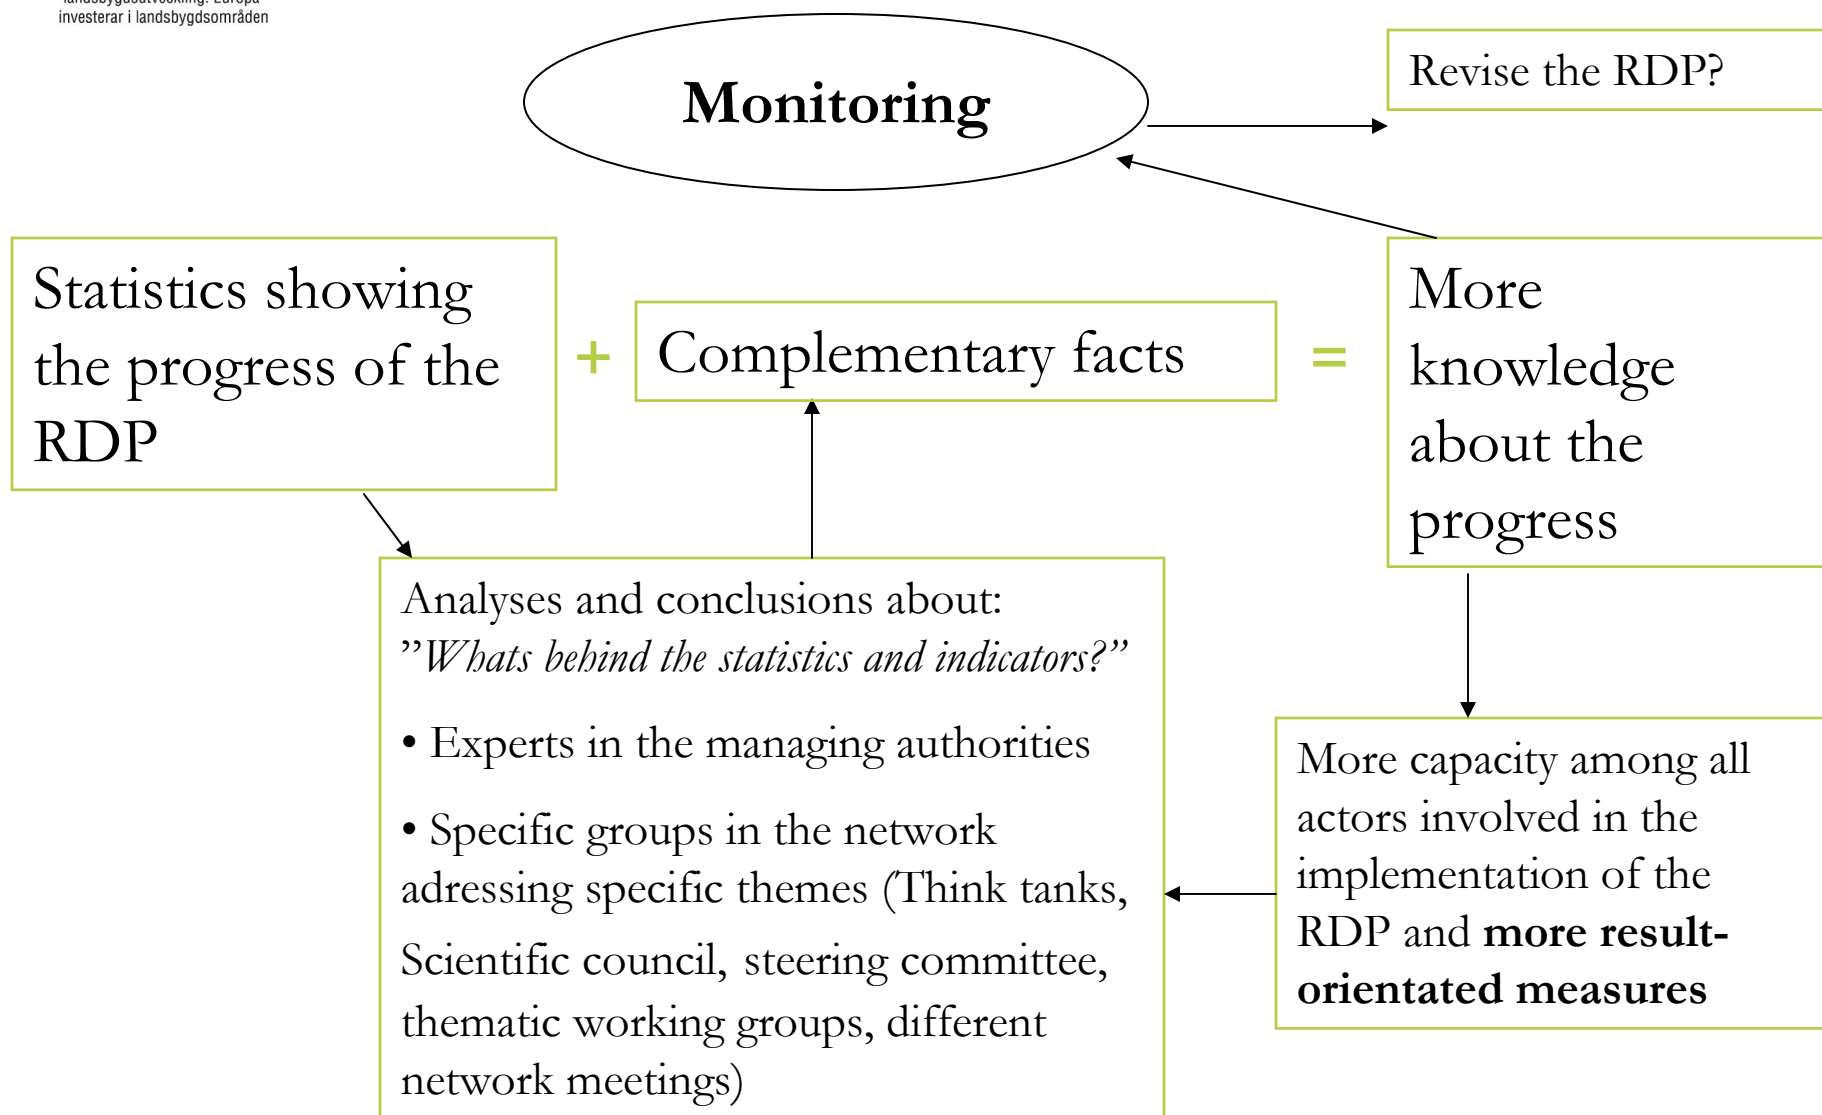 landsbygdsutveckling: Europa
investerar i landsbygdsområden
Monitoring
Revise the RDP?
Statistics showing
the progress of the
RDP
+
Complementary facts
=
More
knowledge
about the
progress
Analyses and conclusions about:
”Whats behind the statistics and indicators?”
• Experts in the managing authorities
• Specific groups in the network
adressing specific themes (Think tanks,
Scientific council, steering committee,
thematic working groups, different
network meetings)
More capacity among all
actors involved in the
implementation of the
RDP and more result-
orientated measures